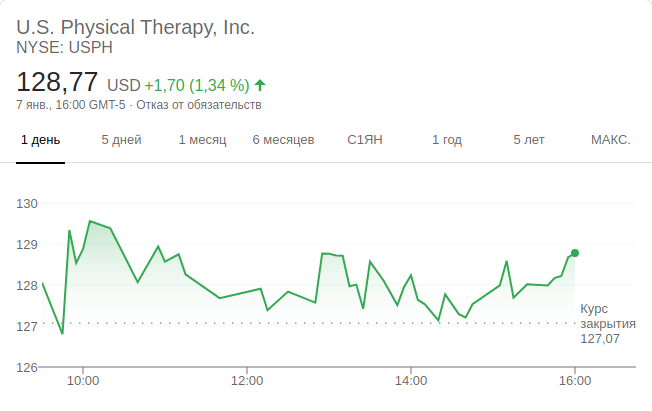 U.S. Physical Therapy, Inc.
NYSE: USPH
128,77 USD +1,70 (1,34 %)
7 янв., 16:00 GMT-5 · Отказ от обязательств
1 день 5 дней 1 месяц 6 месяцев С1ЯН 1 год 5 лет МАКС.
130
129
128
127
126
Курс
закрытия
127,07
10:00 12:00 14:00 16:00